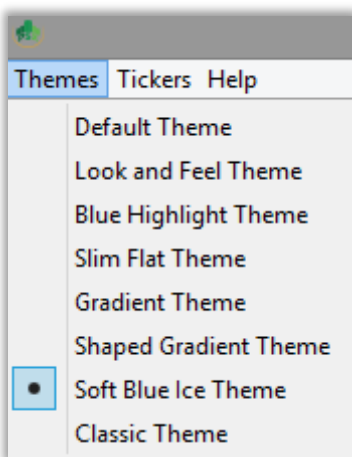 Themes Tickers Help
Default Theme
Look and Feel Theme
Blue Highlight Theme
Slim Flat Theme
Gradient Theme
Shaped Gradient Theme
Soft Blue Ice Theme
Classic Theme